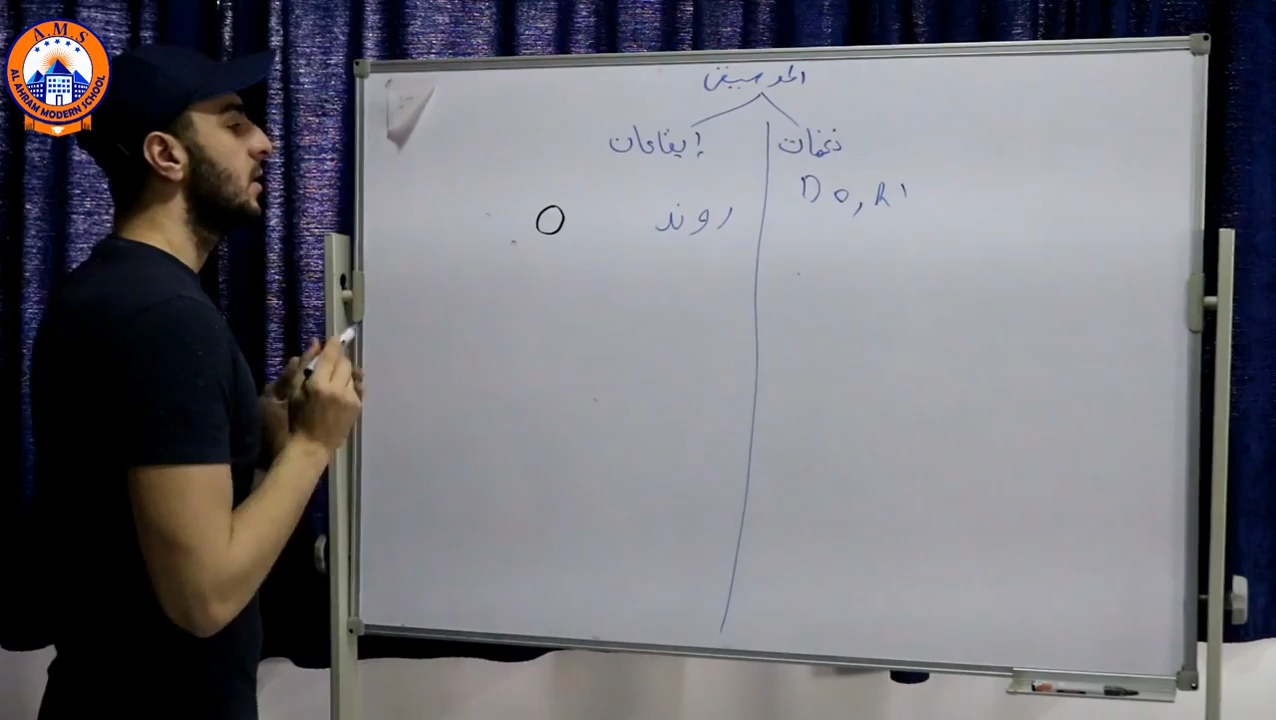 A.M.S
AL AHRAM MODERN SCHOOL
الموسيقى
نغمات إيقاعات
Do, Ri
روند O